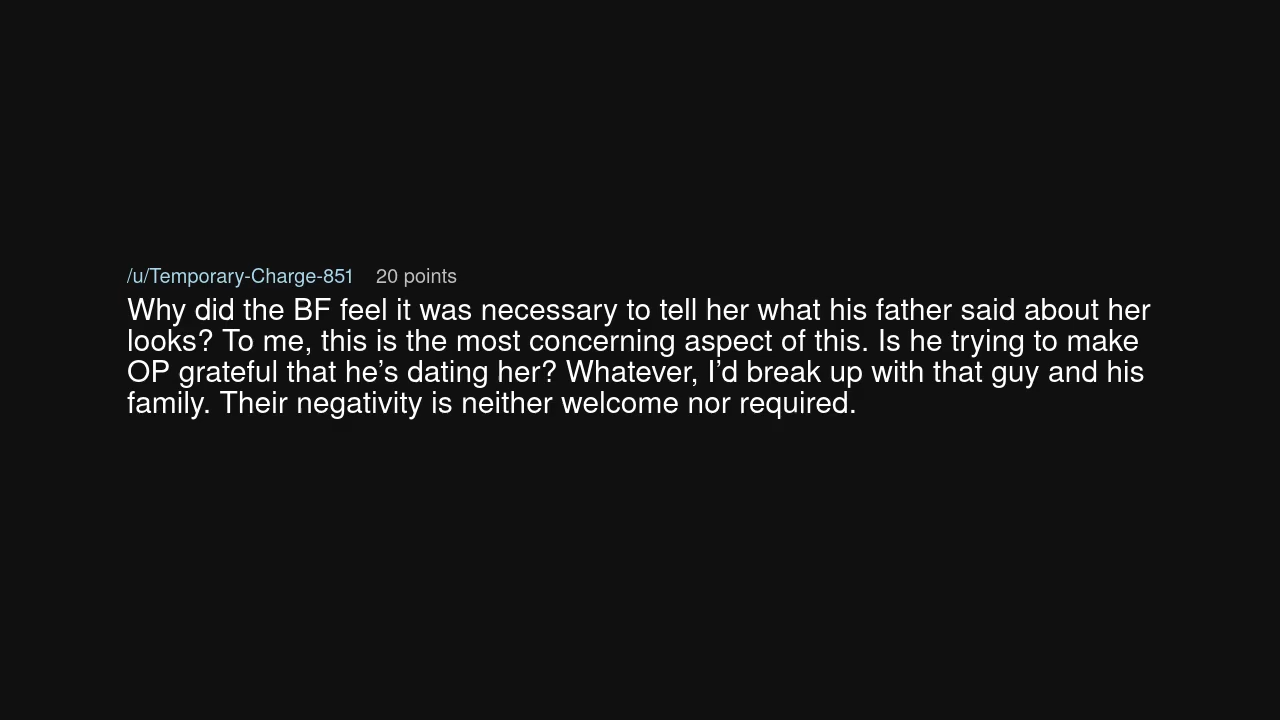 /u/Temporary-Charge-851 20 points
Why did the BF feel it was necessary to tell her what his father said about her
looks? To me, this is the most concerning aspect of this. Is he trying to make
OP grateful that he’s dating her? Whatever, I’d break up with that guy and his
family. Their negativity is neither welcome nor required.